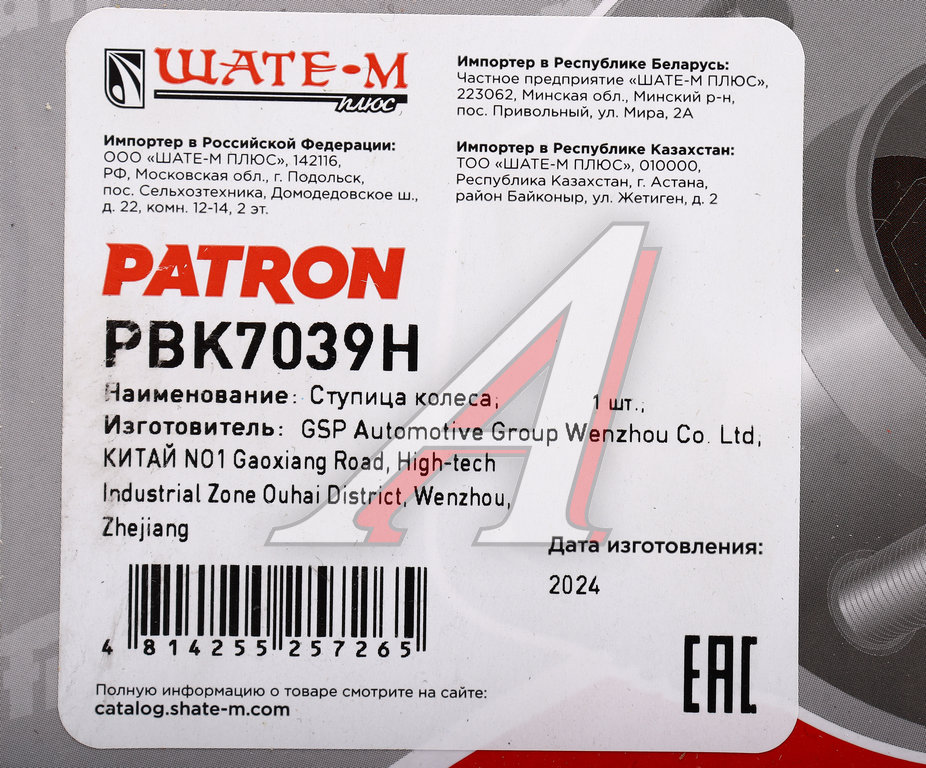 ШАТЕ-М
плюс
Импортер в Российской Федерации:
ООО «ШАТЕ-М ПЛЮС», 142116,
РФ, Московская обл., г. Подольск,
пос. Сельхозтехника, Домодедовское ш.,
д. 22, комн. 12-14, 2 эт.
Импортер в Республике Беларусь:
Частное предприятие «ШАТЕ-М ПЛЮС»,
223062, Минская обл., Минский р-н,
пос. Привольный, ул. Мира, 2А
Импортер в Республике Казахстан:
ТОО «ШАТЕ-М ПЛЮС», 010000,
Республика Казахстан, г. Астана,
район Байконыр, ул. Жетиген, д. 2
PATRON
PBK7039H
Наименование: Ступица колеса; 1 шт.;
Изготовитель: GSP Automotive Group Wenzhou Co. Ltd,
КИТАЙ NO1 Gaoxiang Road, High-tech
Industrial Zone Ouhai District, Wenzhou,
Zhejiang
Дата изготовления:
2024
4 814255 257265
EAC
Полную информацию о товаре смотрите на сайте:
catalog.shate-m.com